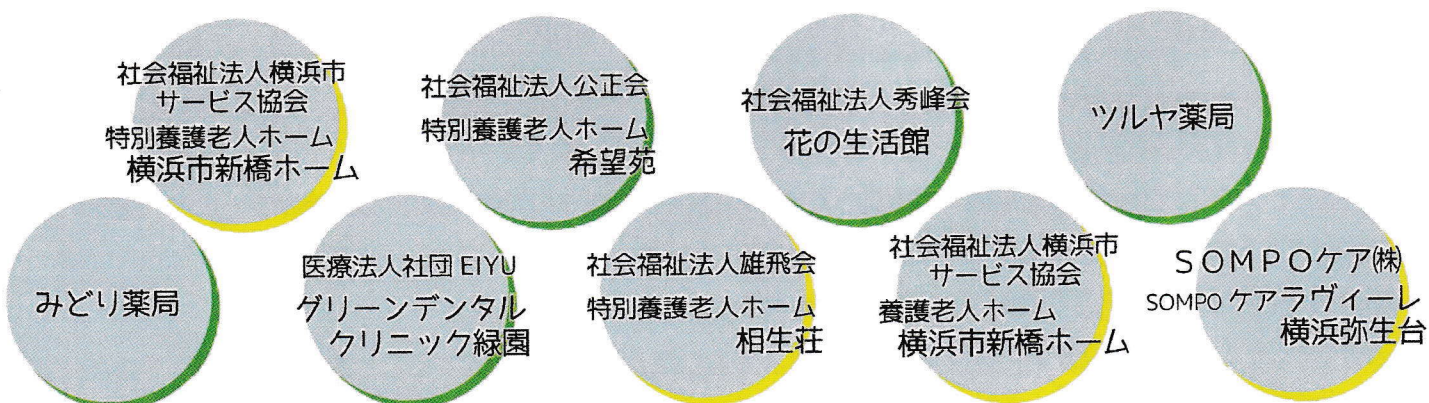 社会福祉法人横浜市
サービス協会
特別養護老人ホーム
横浜市新橋ホーム
社会福祉法人公正会
特別養護老人ホーム
希望苑
社会福祉法人秀峰会
花の生活館
ツルヤ薬局
みどり薬局
医療法人社団 EIYU
グリーンデンタル
クリニック緑園
社会福祉法人雄飛会
特別養護老人ホーム
相生荘
社会福祉法人横浜市
サービス協会
養護老人ホーム
横浜市新橋ホーム
SOMPOケア㈱
SOMPO ケアラヴィーレ
横浜弥生台